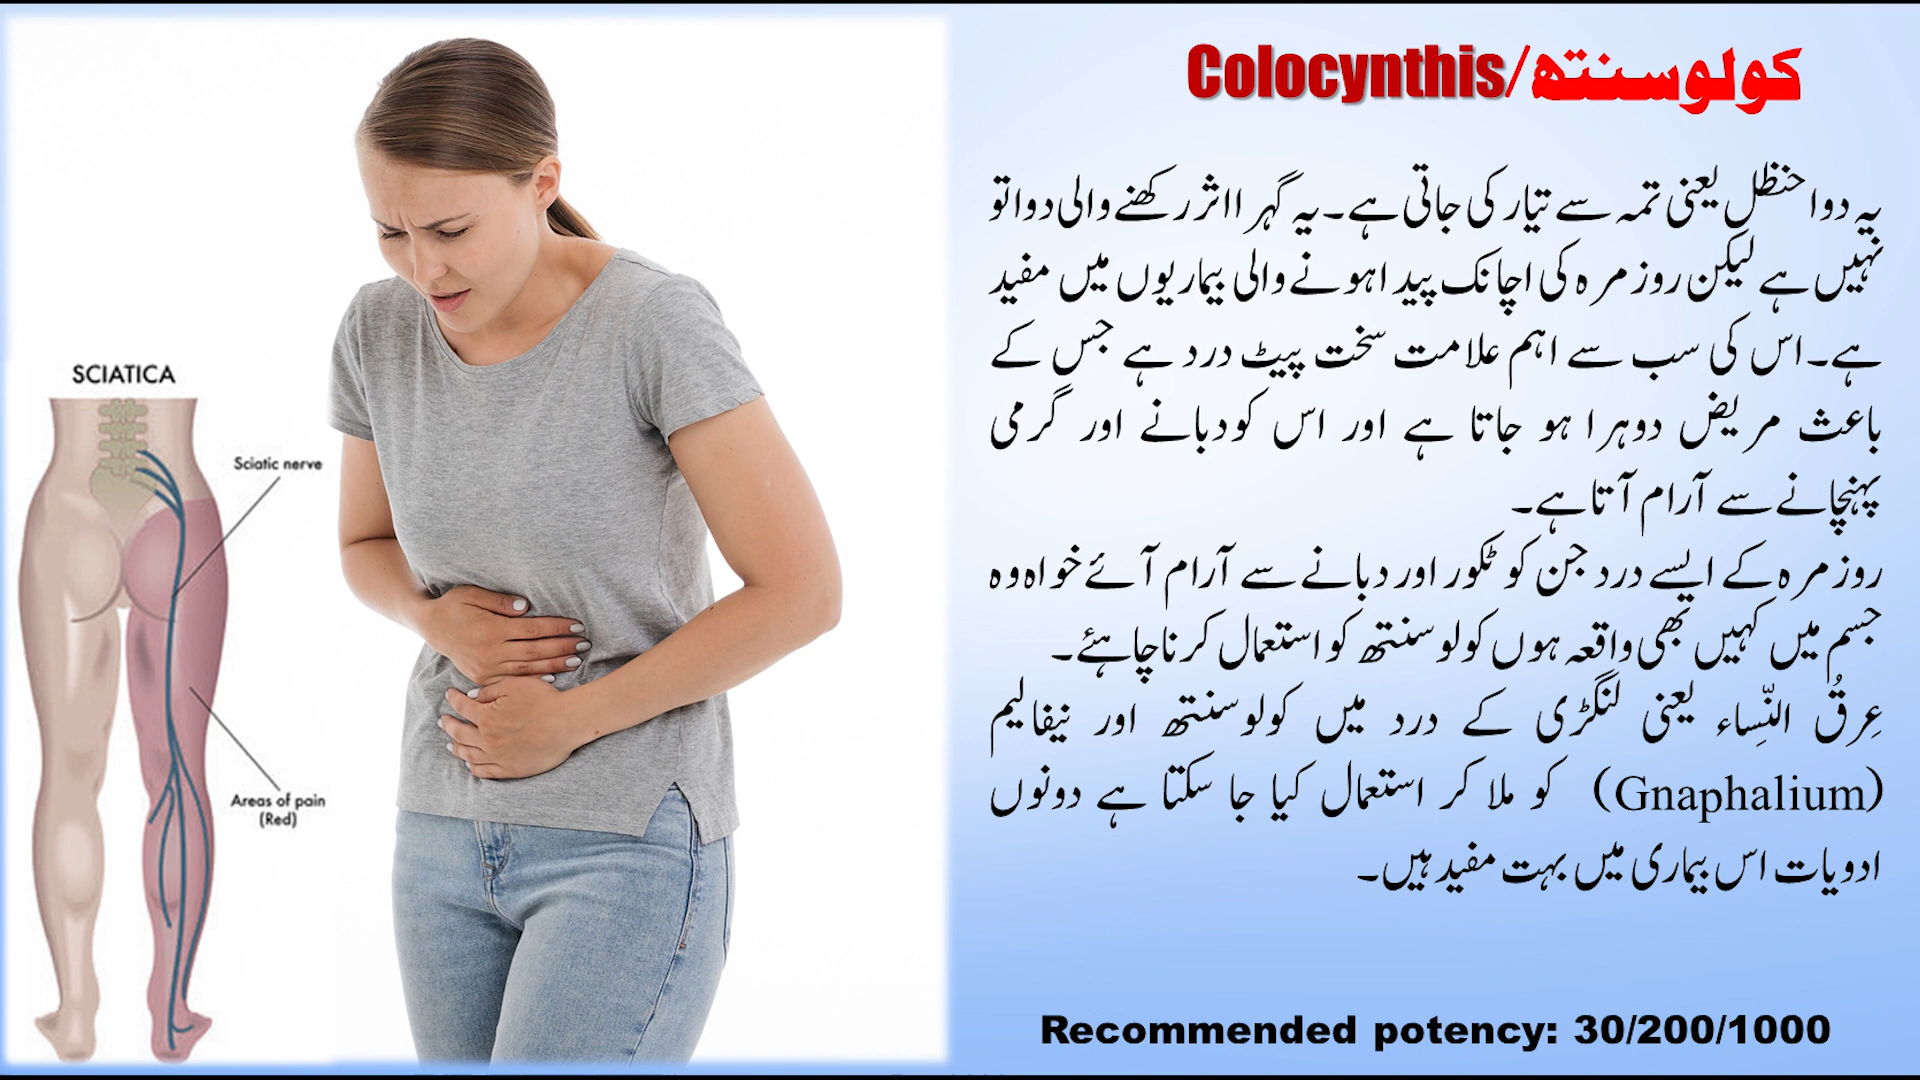 کولوسنتھ/Colocynthis
یہ دوا حنظل یعنی تمہ سے تیار کی جاتی ہے۔ یہ گہرا اثر رکھنے والی دوا تو
نہیں ہے لیکن روزمرہ کی اچانک پیدا ہونے والی بیماریوں میں مفید
ہے۔ اس کی سب سے اہم علامت سخت پیٹ درد ہے جس کے
باعث مریض دوہرا ہو جاتا ہے اور اس کو دبانے اور گرمی
پہنچانے سے آرام آتا ہے۔
روزمرہ کے ایسے درد جن کو ٹکور اور دبانے سے آرام آئے خواہ وہ
جسم میں کہیں بھی واقعہ ہوں کولوسنتھ کو استعمال کرنا چاہئے۔
عِرقُ النّساء یعنی لنگڑی کے درد میں کولوسنتھ اور نیفالیم
(Gnaphalium) کو ملا کر استعمال کیا جا سکتا ہے دونوں
ادویات اس بیماری میں بہت مفید ہیں۔
Recommended potency: 30/200/1000
SCIATICA
Sciatic nerve
Areas of pain
(Red)